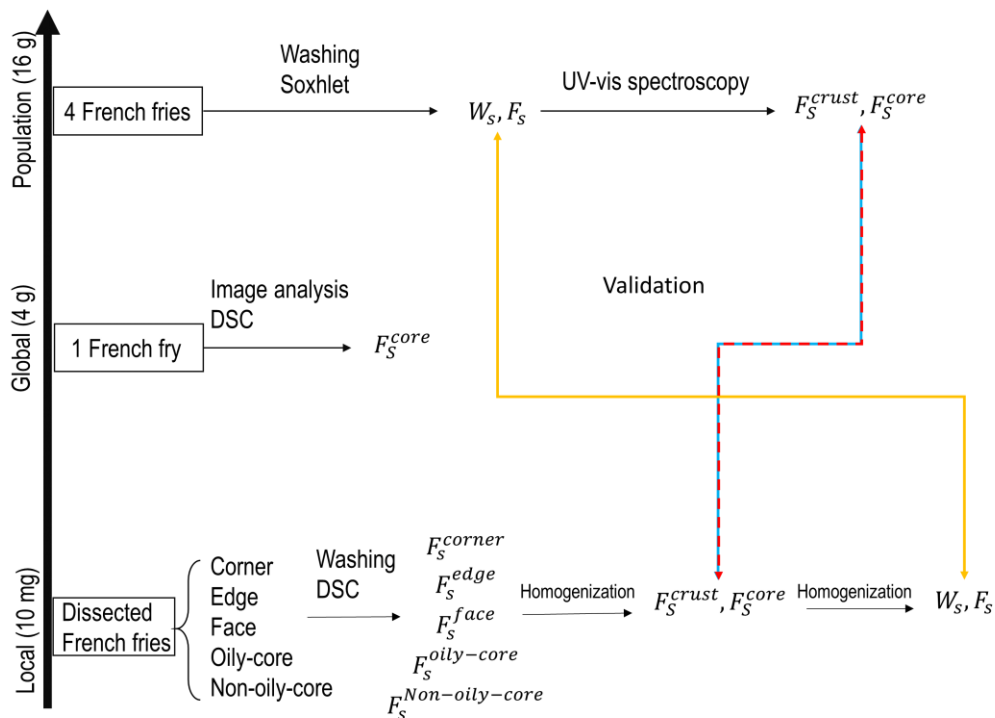 Population (16 g)
4 French fries
Washing
Soxhlet
W_s, F_s
UV-vis spectroscopy
F_S^{crust}, F_S^{core}
Global (4 g)
1 French fry
Image analysis
DSC
F_S^{core}
Validation
Local (10 mg)
Dissected
French fries
Corner
Edge
Face
Oily-core
Non-oily-core
Washing
DSC
F_s^{corner}
F_s^{edge}
F_s^{face}
F_s^{oily-core}
F_s^{Non-oily-core}
Homogenization
F_S^{crust}, F_S^{core}
Homogenization
W_s, F_s